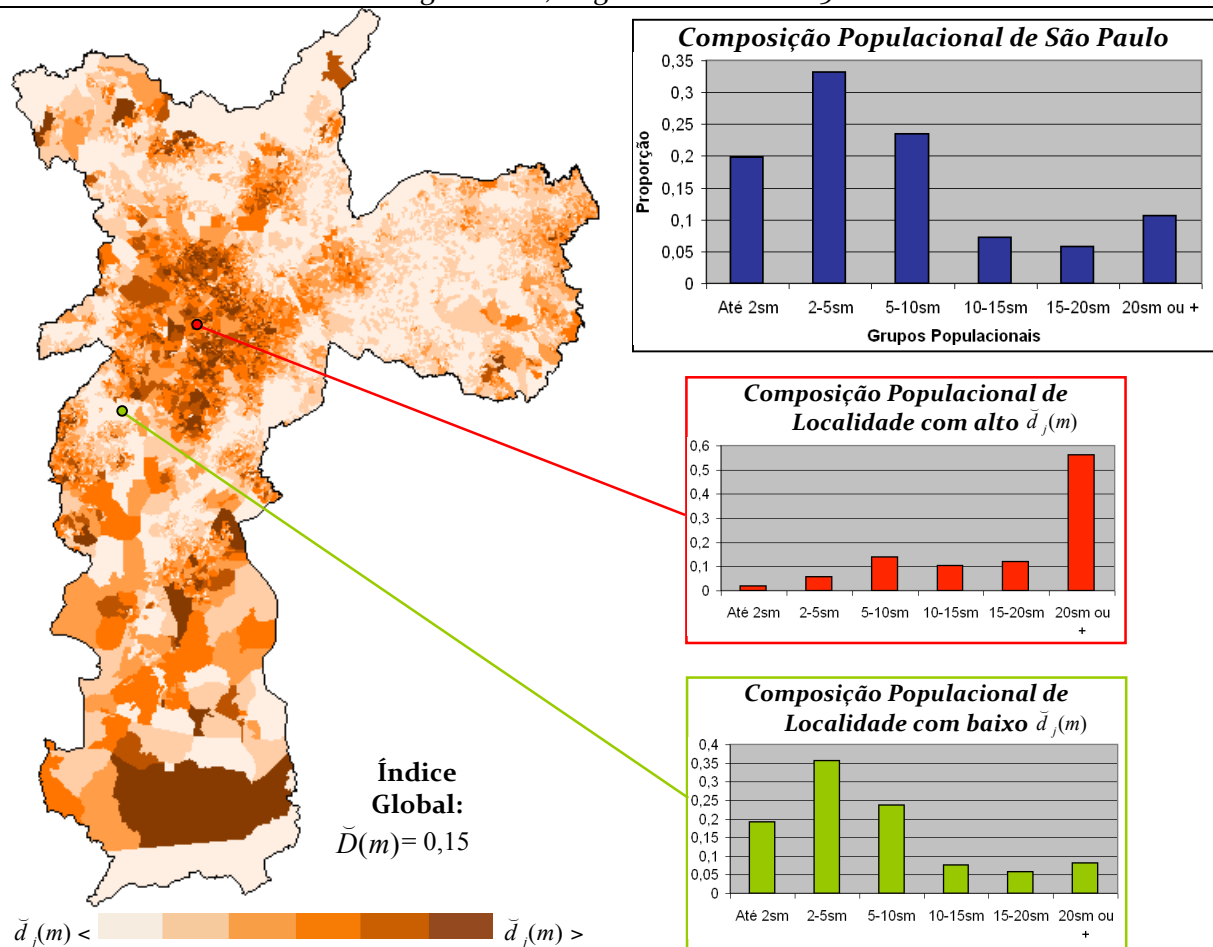 Composição Populacional de São Paulo
0,35
0,3
0,25
0,2
0,15
0,1
0,05
0
Proporção
Até 2sm 2-5sm 5-10sm 10-15sm 15-20sm 20sm ou +
Grupos Populacionais
Composição Populacional de
Localidade com alto d̆ j(m)
0,6
0,5
0,4
0,3
0,2
0,1
0
Até 2sm 2-5sm 5-10sm 10-15sm 15-20sm 20sm ou
+
Composição Populacional de
Localidade com baixo d̆ j(m)
0,4
0,35
0,3
0,25
0,2
0,15
0,1
0,05
0
Até 2sm 2-5sm 5-10sm 10-15sm 15-20sm 20sm ou
+
Índice
Global:
D̆(m)= 0,15
d̆ j(m) < d̆ j(m) >